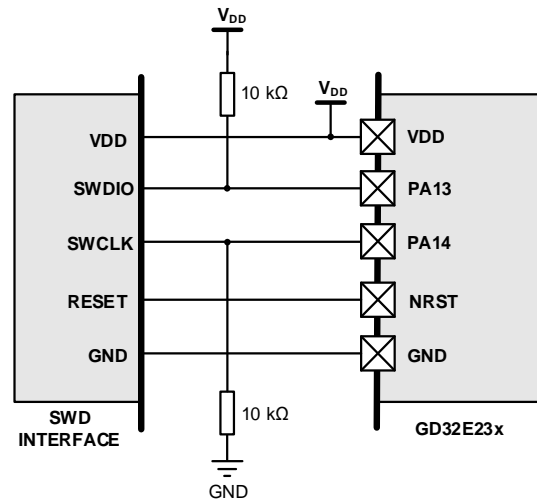 VDD
10 kΩ
VDD
VDD
VDD
SWDIO
PA13
SWCLK
PA14
RESET
NRST
GND
GND
10 kΩ
SWD
INTERFACE
GD32E23x
GND